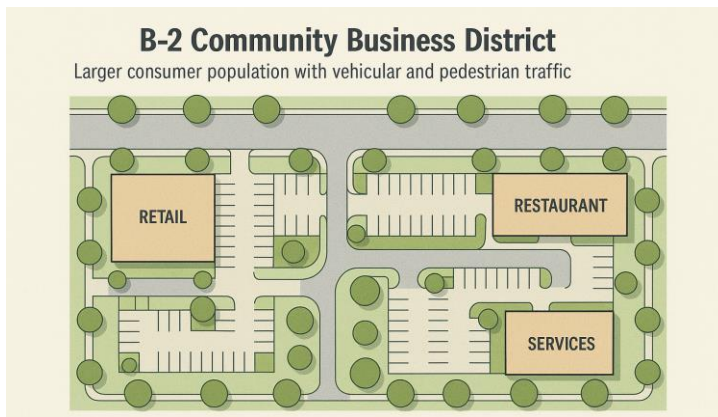 B-2 Community Business District
Larger consumer population with vehicular and pedestrian traffic
RETAIL
RESTAURANT
SERVICES